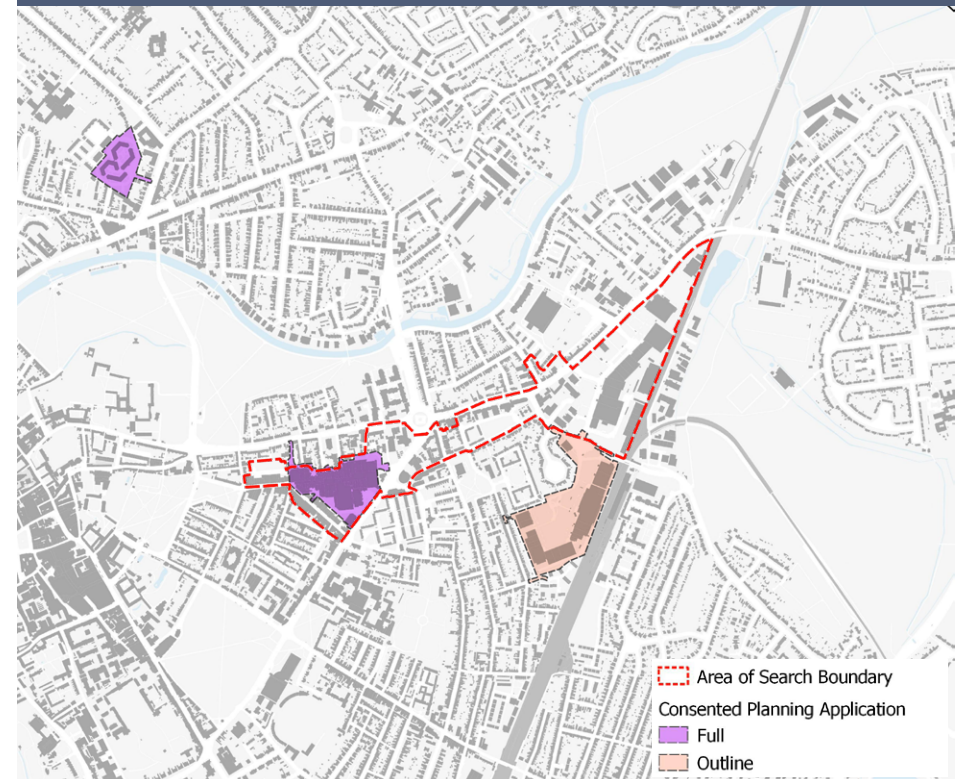 Area of Search Boundary
Consented Planning Application
Full
Outline